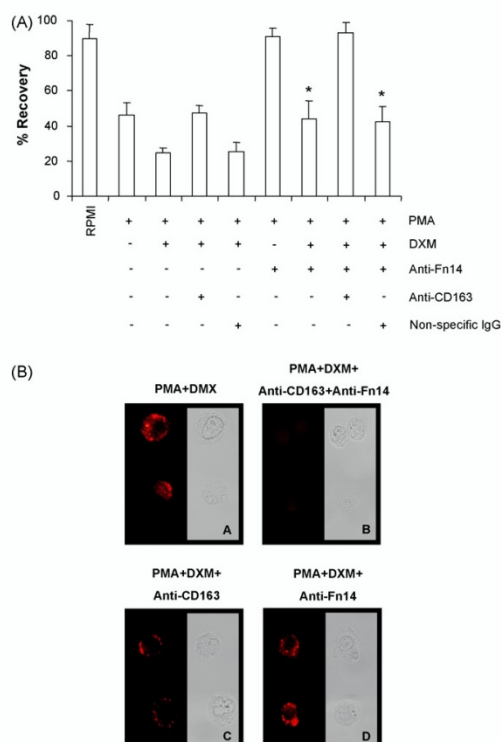 (A)
100
80
60
40
20
0
% Recovery
* *
RPMI
+ + + + + + + + PMA
- + + + - + + + DXM
- - - - + + + + Anti-Fn14
- - + - - - + - Anti-CD163
- - - + - - - + Non-specific IgG
(B)
PMA+DMX
PMA+DXM+
Anti-CD163+Anti-Fn14
A
B
PMA+DXM+
Anti-CD163
PMA+DXM+
Anti-Fn14
C
D